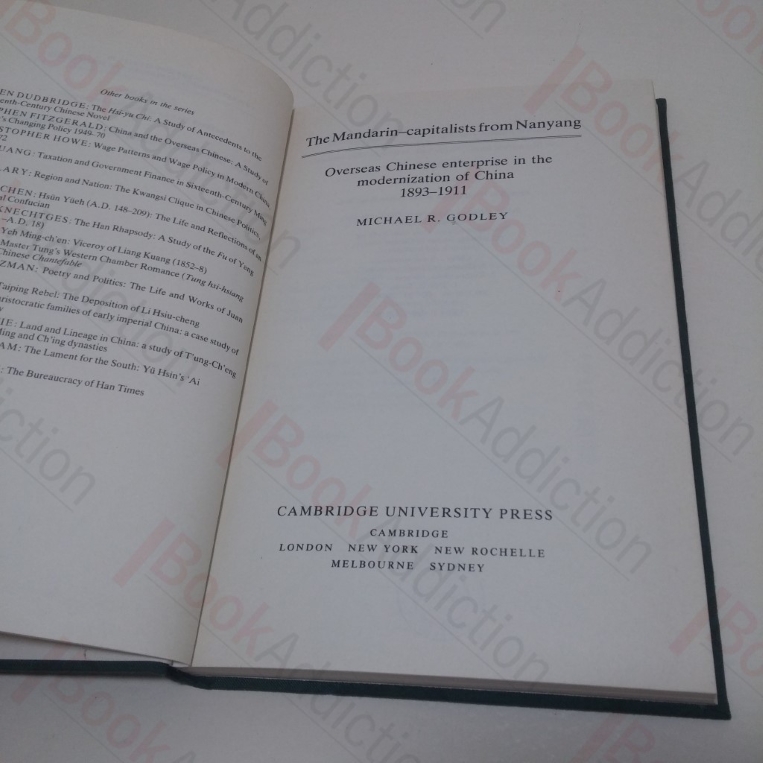 Other books in the series
EN DUDBRIDGE: The Hsi-yu Chi: A Study of Antecedents to the
enth-Century Chinese Novel
PHEN FITZGERALD: China and the Overseas Chinese: A Study of
's Changing Policy 1949-70
STOPHER HOWE: Wage Patterns and Wage Policy in Modern China
72
UANG: Taxation and Government Finance in Sixteenth-Century Ming
ARY: Region and Nation: The Kwangsi Clique in Chinese Politics,
CHEN: Hsün Yüeh (A.D. 148–209): The Life and Reflections of an
al Confucian
KNECHTGES: The Han Rhapsody: A Study of the Fu of Yang
–A.D. 18)
Yeh Ming-ch'en: Viceroy of Liang Kuang (1852–8)
Master Tung's Western Chamber Romance (Tung hsi-hsiang
Chinese Chantefable
ZMAN: Poetry and Politics: The Life and Works of Juan
Taiping Rebel: The Deposition of Li Hsiu-cheng
ristocratic families of early imperial China: a case study of
y
IE: Land and Lineage in China: a study of T'ung-Ch'eng
Ming and Ch'ing dynasties
AM: The Lament for the South: Yü Hsin's 'Ai
: The Bureaucracy of Han Times
The Mandarin–capitalists from Nanyang
Overseas Chinese enterprise in the
modernization of China
1893–1911
MICHAEL R. GODLEY
CAMBRIDGE UNIVERSITY PRESS
CAMBRIDGE
LONDON NEW YORK NEW ROCHELLE
MELBOURNE SYDNEY
BookAddiction